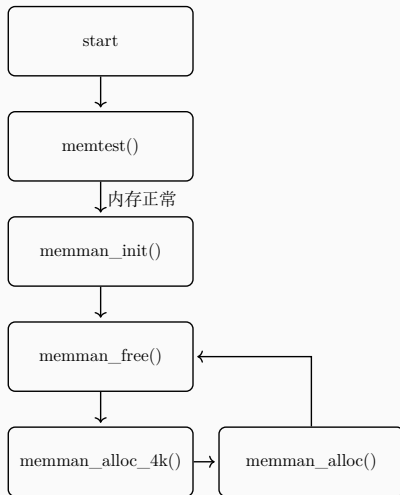 start
memtest()
内存正常
memman_init()
memman_free()
memman_alloc_4k()
memman_alloc()